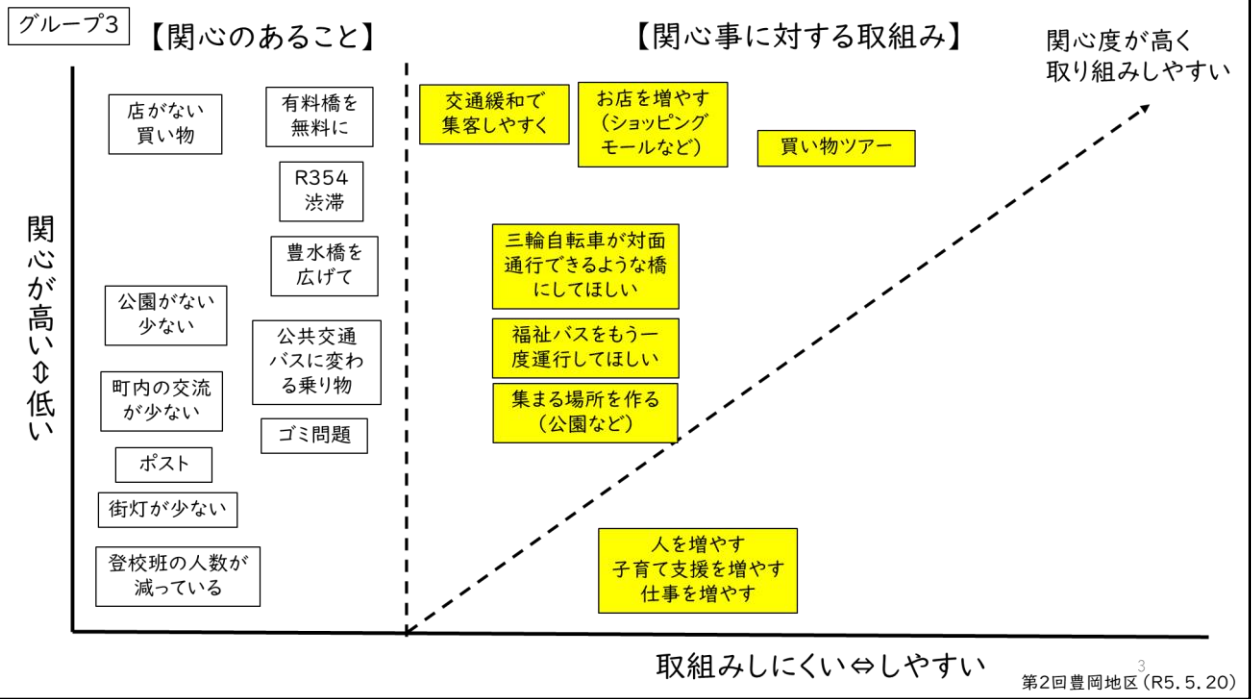 グループ3
【関心のあること】
【関心事に対する取組み】
関心度が高く
取り組みしやすい
店がない
買い物
有料橋を
無料に
R354
渋滞
豊水橋を
広げて
公園がない
少ない
公共交通
バスに変わ
る乗り物
町内の交流
が少ない
ゴミ問題
ポスト
街灯が少ない
登校班の人数が
減っている
交通緩和で
集客しやすく
お店を増やす
(ショッピング
モールなど)
買い物ツアー
三輪自転車が対面
通行できるような橋
にしてほしい
福祉バスをもう一
度運行してほしい
集まる場所を作る
(公園など)
人を増やす
子育て支援を増やす
仕事を増やす
関心が高い⇔低い
取組みしにくい⇔しやすい
3
第2回豊岡地区(R5.5.20)